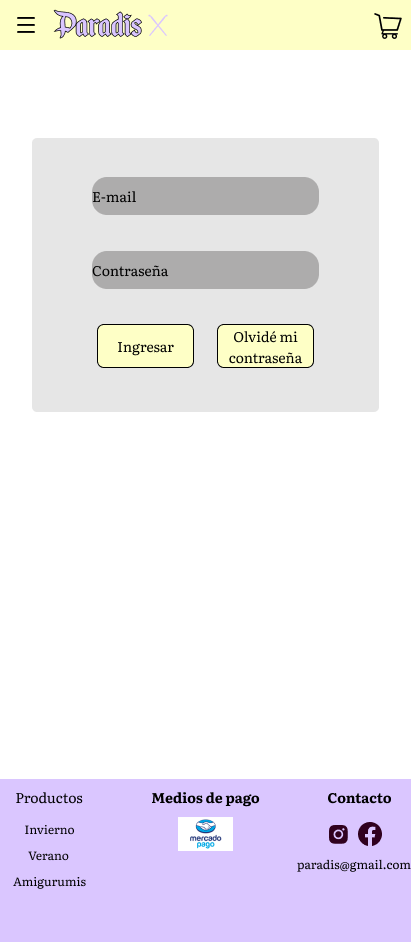 Paradis X
E-mail
Contraseña
Ingresar
Olvidé mi
contraseña
Productos
Invierno
Verano
Amigurumis
Medios de pago
mercado
pago
Contacto
paradis@gmail.com